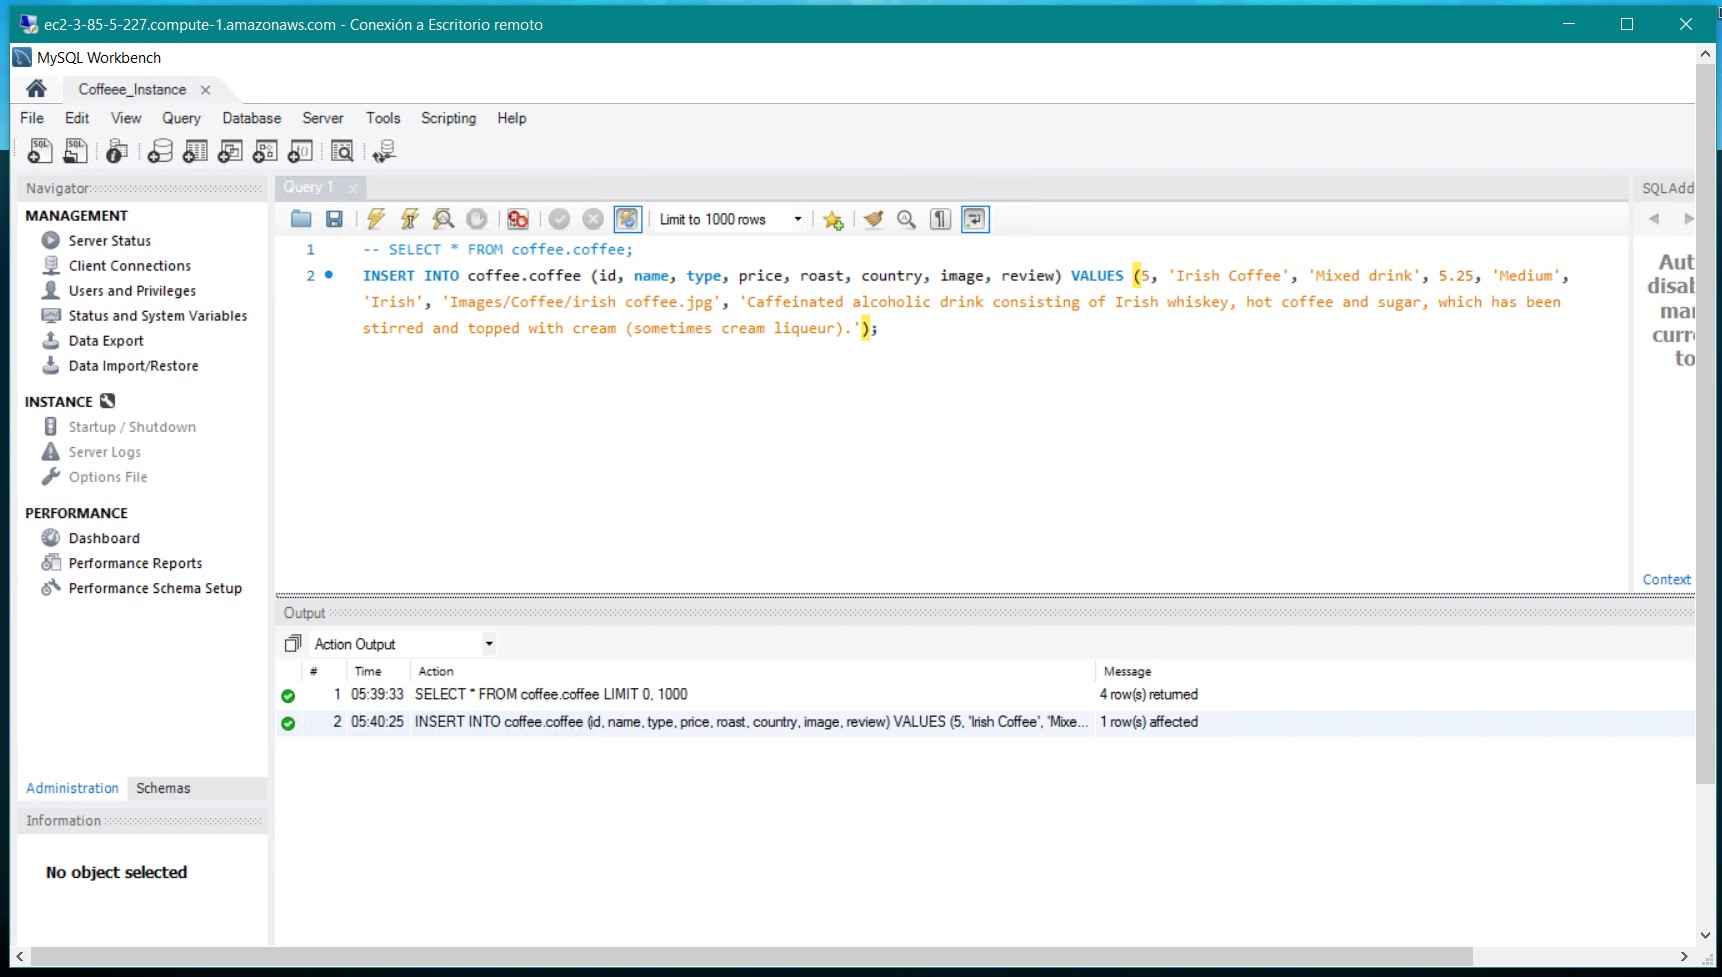 ec2-3-85-5-227.compute-1.amazonaws.com - Conexión a Escritorio remoto
MySQL Workbench
Coffeee_Instance
File Edit View Query Database Server Tools Scripting Help
Navigator
MANAGEMENT
Server Status
Client Connections
Users and Privileges
Status and System Variables
Data Export
Data Import/Restore
INSTANCE
Startup / Shutdown
Server Logs
Options File
PERFORMANCE
Dashboard
Performance Reports
Performance Schema Setup
Administration Schemas
Information
No object selected
Query 1
Limit to 1000 rows
1 -- SELECT * FROM coffee.coffee;
2 INSERT INTO coffee.coffee (id, name, type, price, roast, country, image, review) VALUES (5, 'Irish Coffee', 'Mixed drink', 5.25, 'Medium',
'Irish', 'Images/Coffee/irish coffee.jpg', 'Caffeinated alcoholic drink consisting of Irish whiskey, hot coffee and sugar, which has been
stirred and topped with cream (sometimes cream liqueur).');
SQLAdd
Aut
disab
mai
curr
to
Context
Output
Action Output
# Time Action Message
1 05:39:33 SELECT * FROM coffee.coffee LIMIT 0, 1000 4 row(s) returned
2 05:40:25 INSERT INTO coffee.coffee (id, name, type, price, roast, country, image, review) VALUES (5, 'Irish Coffee', 'Mixe... 1 row(s) affected